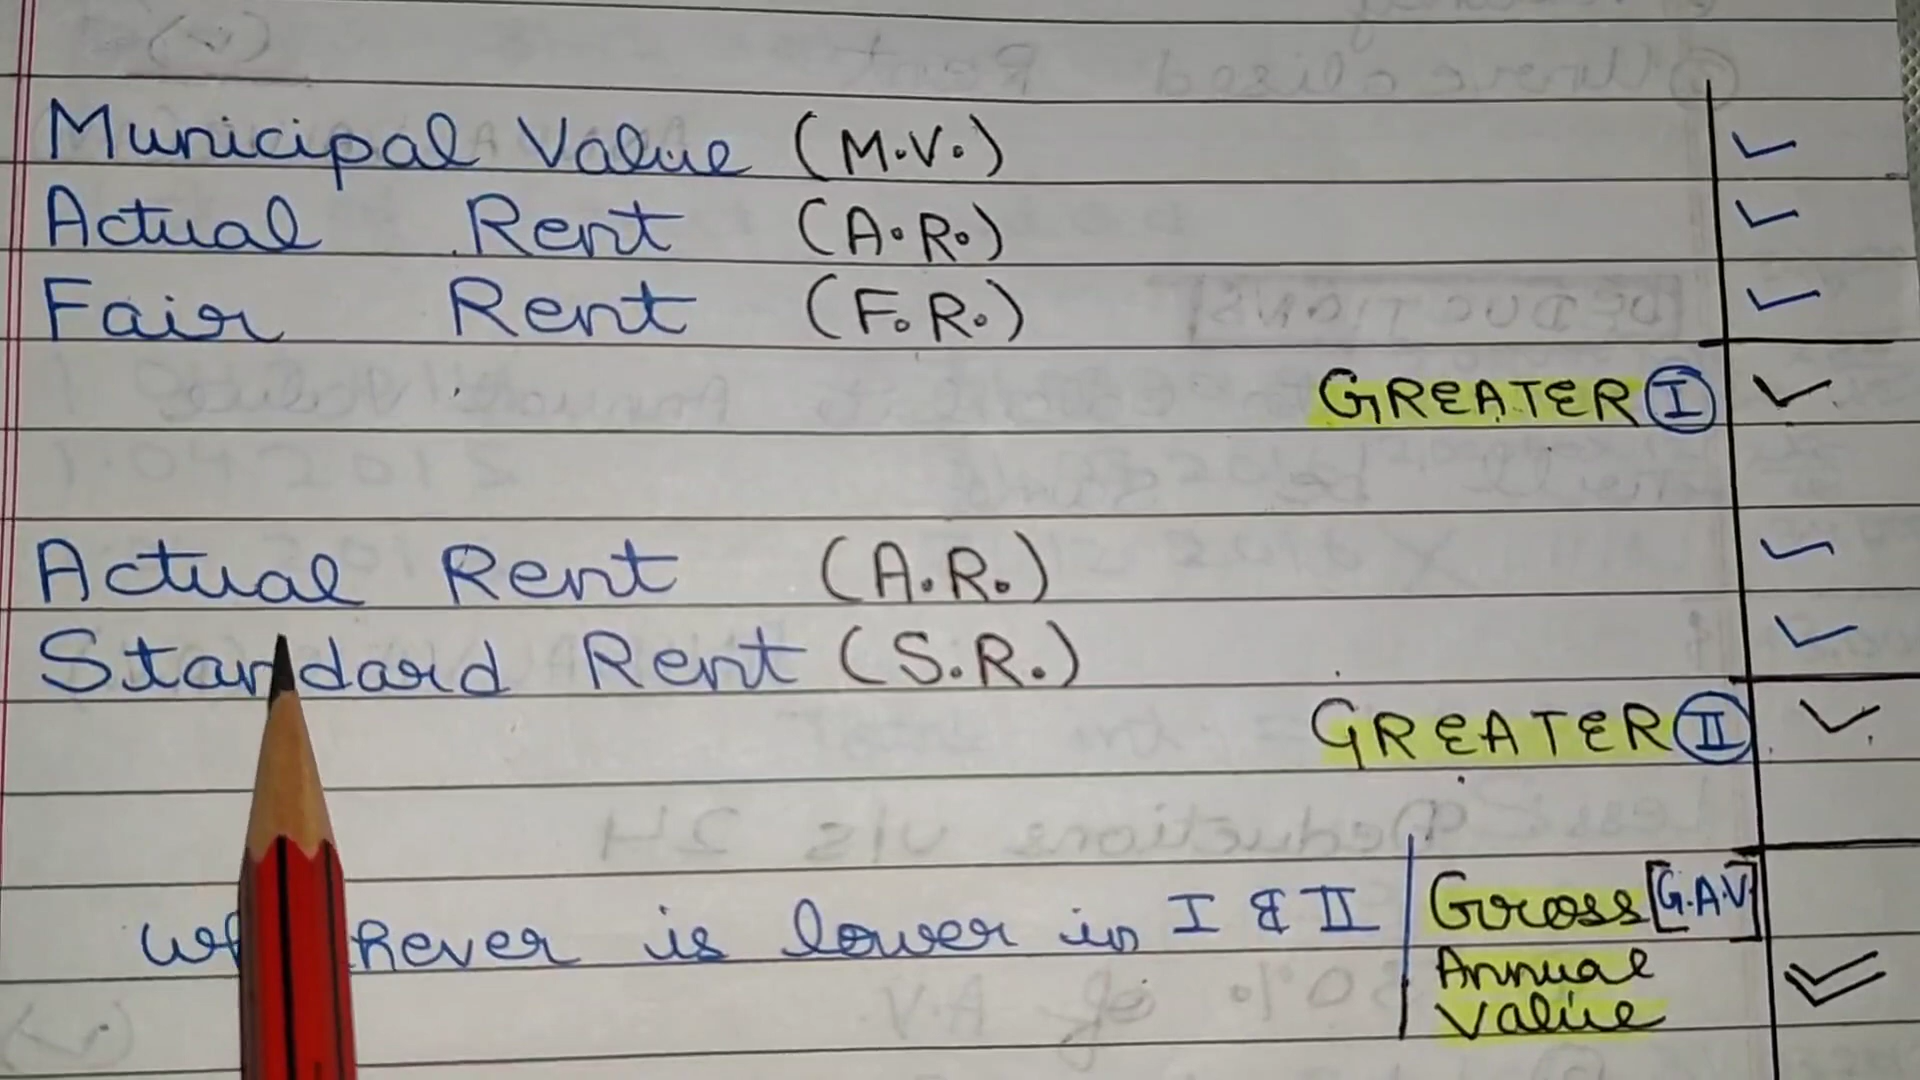 Municipal Value (M.V.)
Actual Rent (A.R.)
Fair Rent (F.R.)
GREATER I
Actual Rent (A.R.)
Standard Rent (S.R.)
GREATER II
is lower in I & II
Gross [G.A.V]
Annual
Value